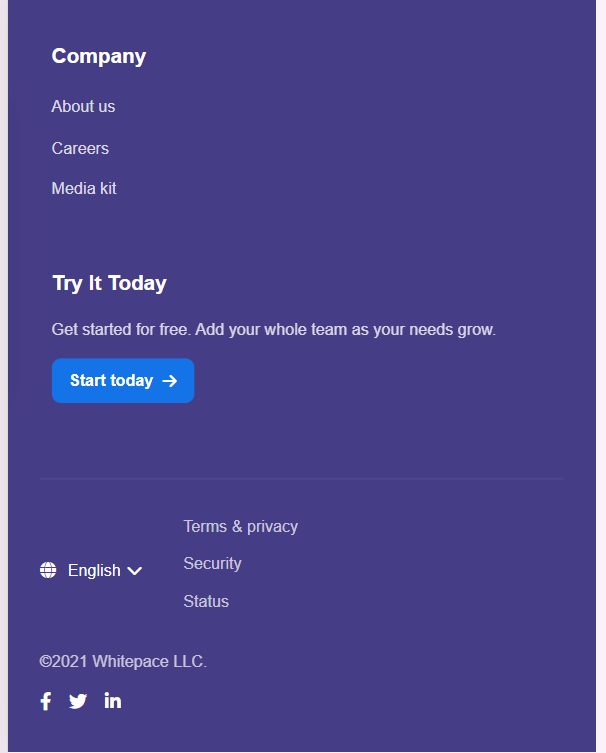 Company
About us
Careers
Media kit
Try It Today
Get started for free. Add your whole team as your needs grow.
Start today
English
Terms & privacy
Security
Status
©2021 Whitepace LLC.